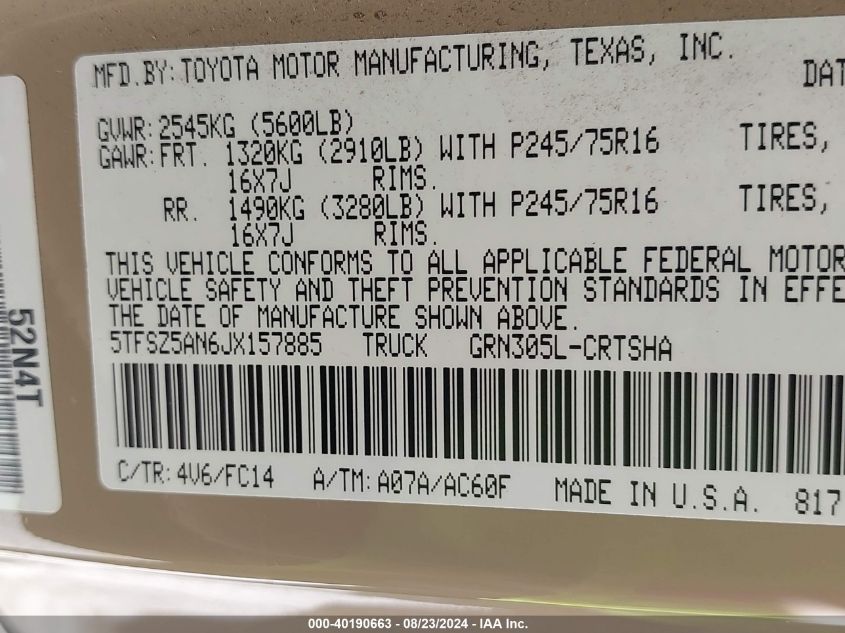 MFD.BY:TOYOTA MOTOR MANUFACTURING, TEXAS, INC. DAT
GVWR:2545KG (5600LB)
GAWR:FRT. 1320KG (2910LB) WITH P245/75R16 TIRES,
16X7J RIMS.
RR. 1490KG (3280LB) WITH P245/75R16 TIRES,
16X7J RIMS.
THIS VEHICLE CONFORMS TO ALL APPLICABLE FEDERAL MOTOR
VEHICLE SAFETY AND THEFT PREVENTION STANDARDS IN EFFE
THE DATE OF MANUFACTURE SHOWN ABOVE.
5TFSZ5AN6JX157885 TRUCK GRN305L-CRTSHA
C/TR:4V6/FC14 A/TM:A07A/AC60F MADE IN U.S.A. 817
52N4T
000-40190663 - 08/23/2024 - IAA Inc.